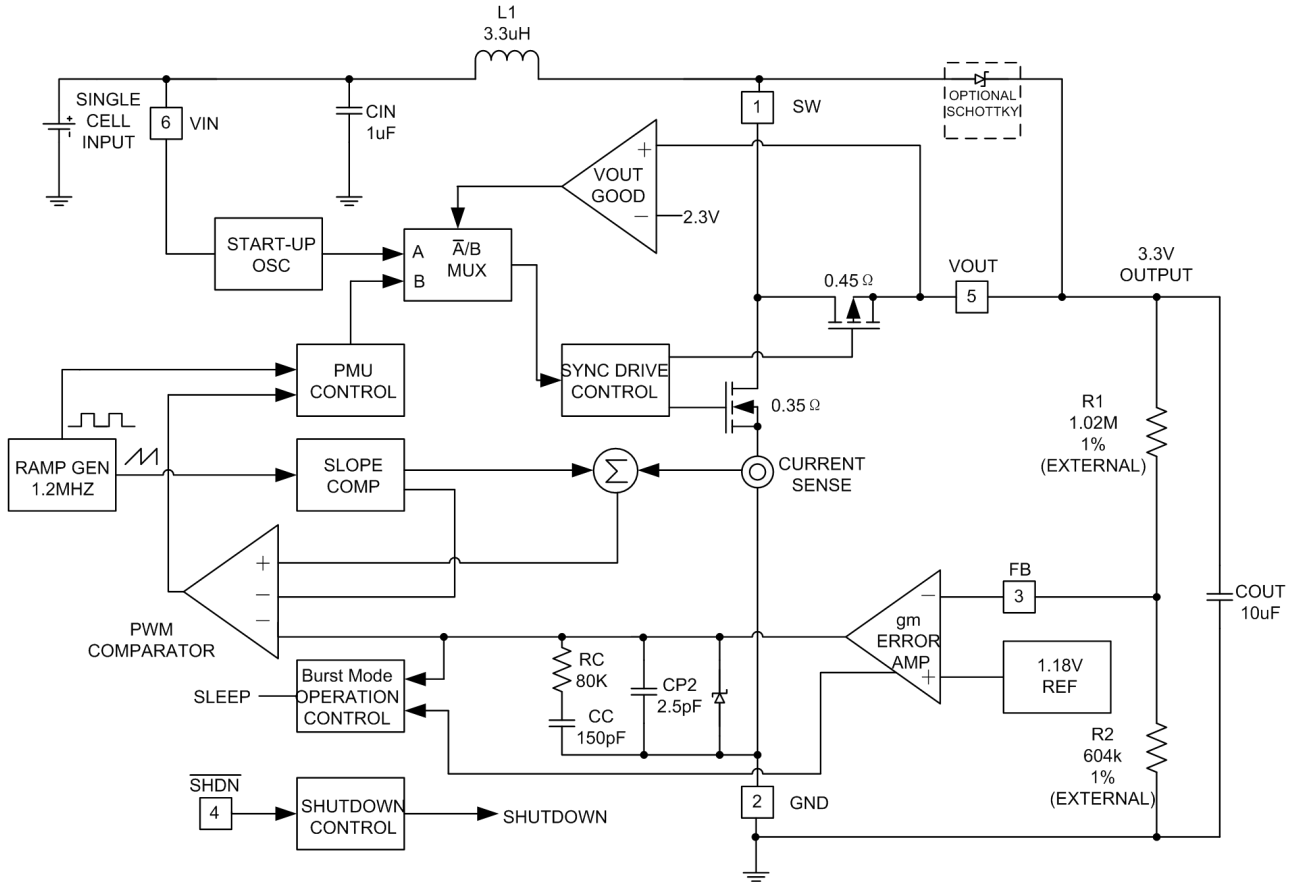 L1
3.3uH
SINGLE
CELL
INPUT
+
6
VIN
CIN
1uF
1
SW
OPTIONAL
SCHOTTKY
VOUT
GOOD
+
−
2.3V
START-UP
OSC
A
B
A̅/B
MUX
0.45 Ω
VOUT
5
3.3V
OUTPUT
PMU
CONTROL
SYNC DRIVE
CONTROL
0.35 Ω
R1
1.02M
1%
(EXTERNAL)
RAMP GEN
1.2MHZ
SLOPE
COMP
Σ
CURRENT
SENSE
+
−
−
PWM
COMPARATOR
FB
3
COUT
10uF
−
gm
ERROR
AMP
+
1.18V
REF
RC
80K
CC
150pF
CP2
2.5pF
SLEEP
Burst Mode
OPERATION
CONTROL
R2
604k
1%
(EXTERNAL)
S̅H̅D̅N̅
4
SHUTDOWN
CONTROL
SHUTDOWN
2
GND